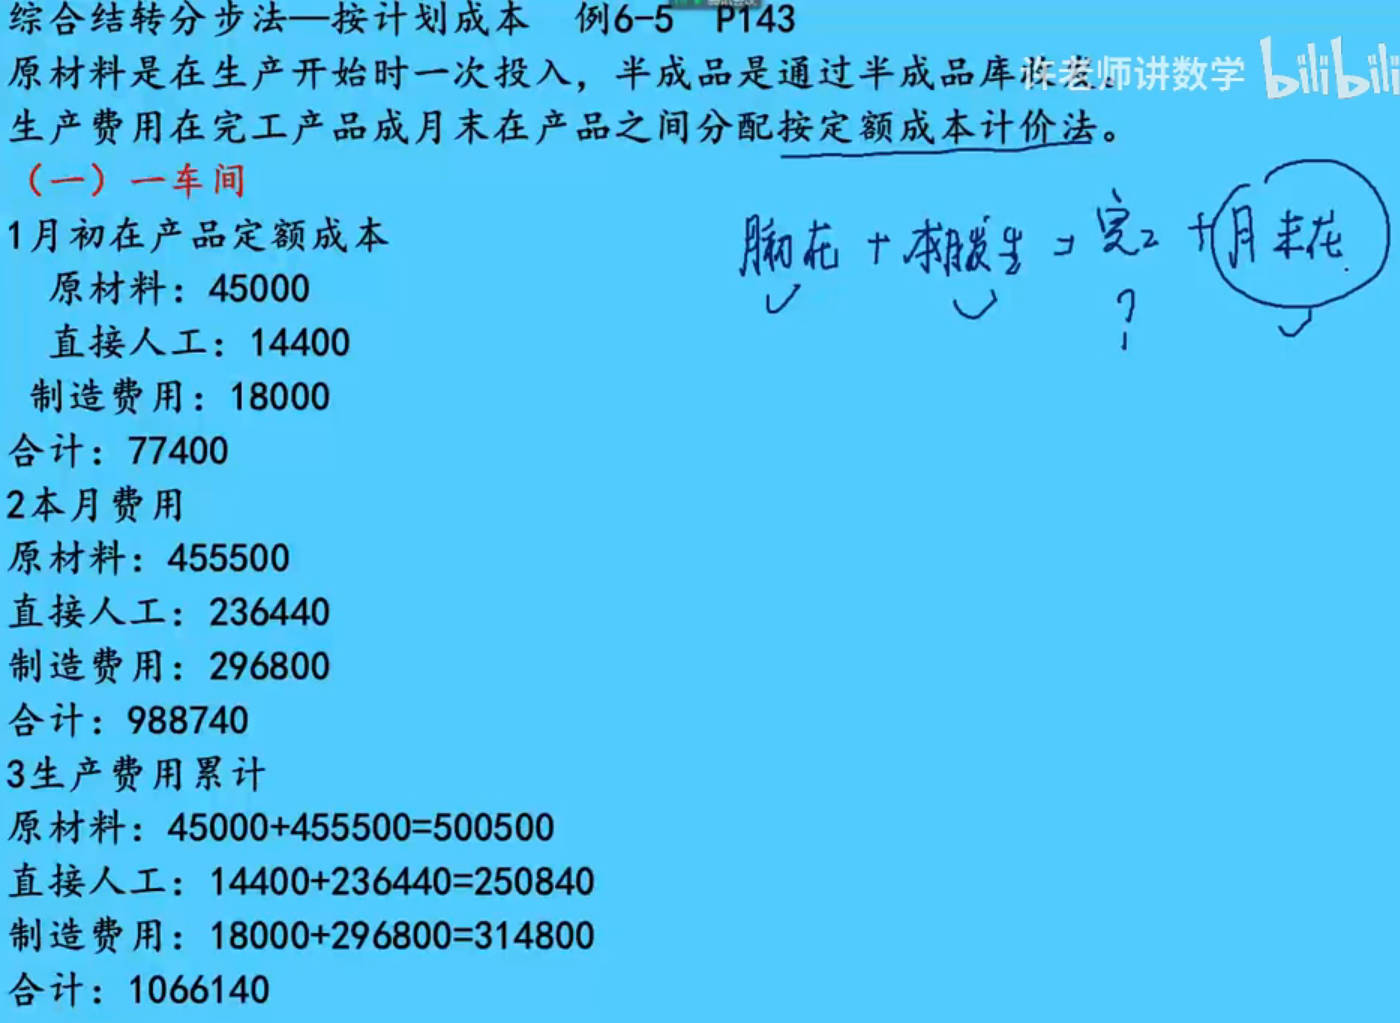 综合结转分步法—按计划成本 例6-5 P143
原材料是在生产开始时一次投入，半成品是通过半成品库收发。
许老师讲数学 bilibili
生产费用在完工产品成月末在产品之间分配按定额成本计价法。
（一）一车间
1月初在产品定额成本
月初在 + 本月发生 = 完工 + 月末在
?
原材料：45000
直接人工：14400
制造费用：18000
合计：77400
2本月费用
原材料：455500
直接人工：236440
制造费用：296800
合计：988740
3生产费用累计
原材料：45000+455500=500500
直接人工：14400+236440=250840
制造费用：18000+296800=314800
合计：1066140